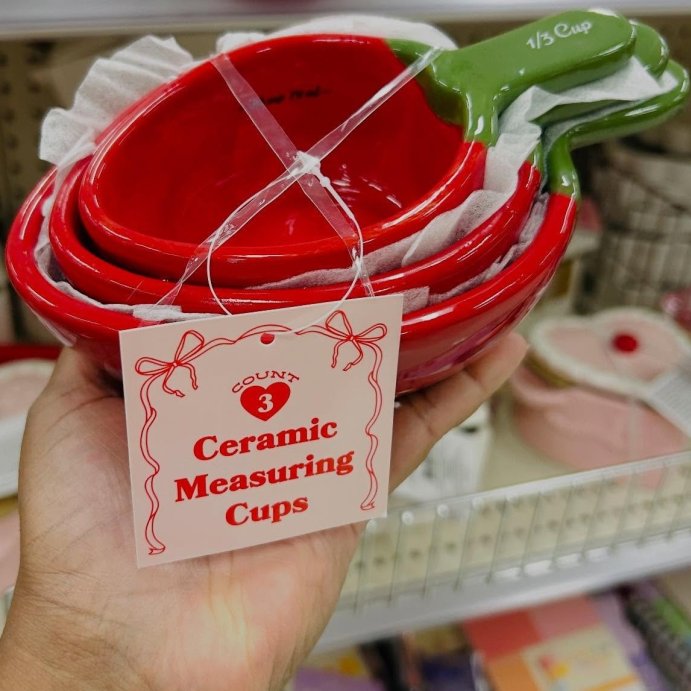 1/3 Cup
COUNT
3
Ceramic
Measuring
Cups